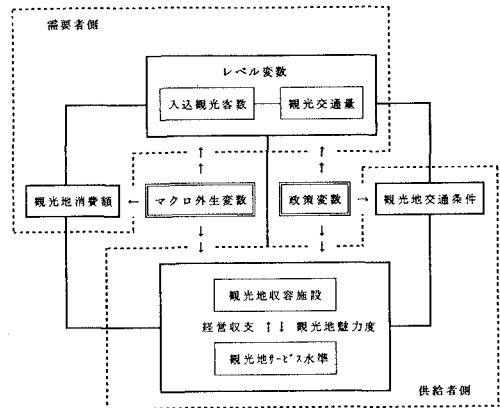 需要者側
レベル変数
入込観光客数 観光交通量
観光地消費額 マクロ外生変数 政策変数 観光地交通条件
観光地収容施設
経営収支 観光地魅力度
観光地ｻｰﾋﾞｽ水準
供給者側